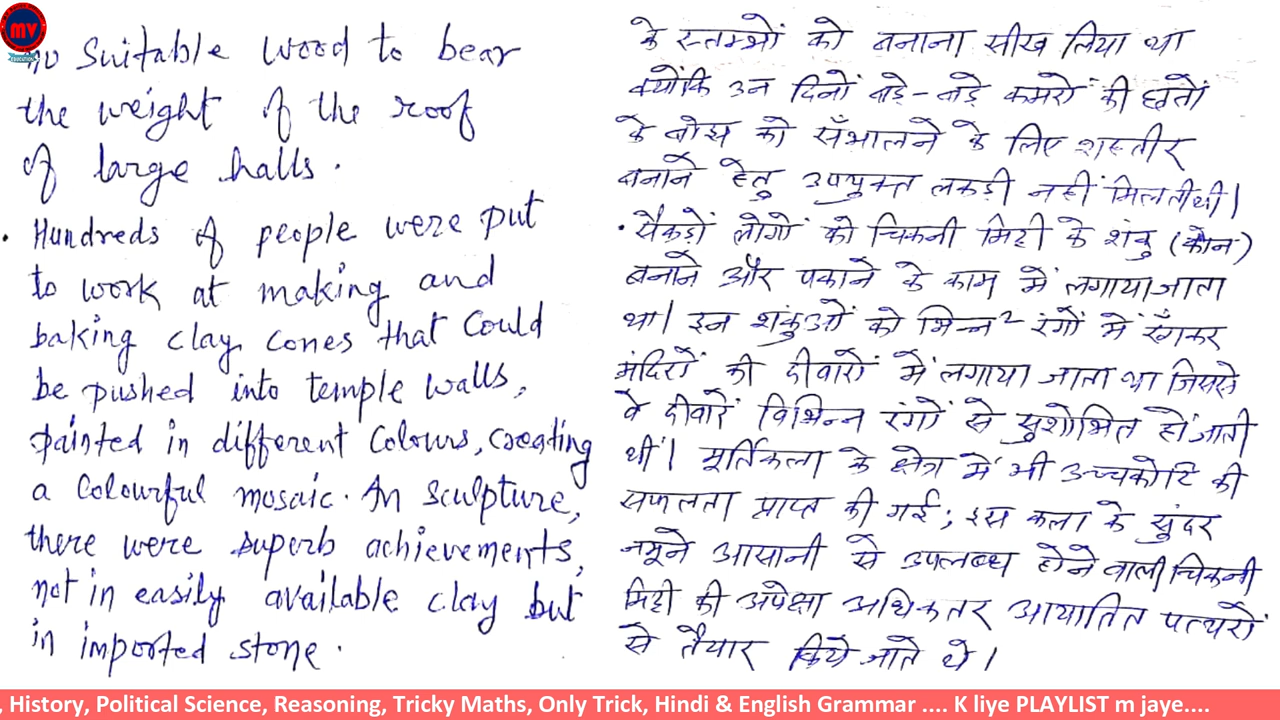 mv
EDUCATION
no suitable wood to bear
the weight of the roof
of large halls.
• Hundreds of people were put
to work at making and
baking clay cones that could
be pushed into temple walls,
painted in different colours, creating
a colourful mosaic. In sculpture,
there were superb achievements,
not in easily available clay but
in imported stone.
के स्तम्भों को बनाना सीख लिया था
क्योंकि उन दिनों बड़े-बड़े कमरों की छतों
के बोझ को सँभालने के लिए शहतीर
बनाने हेतु उपयुक्त लकड़ी नहीं मिलती थी।
• सैकड़ों लोगों को चिकनी मिट्टी के शंकु (कोन)
बनाने और पकाने के काम में लगाया जाता
था। इन शंकुओं को भिन्न² रंगों में रँगकर
मंदिरों की दीवारों में लगाया जाता था जिससे
वे दीवारें विभिन्न रंगों से सुशोभित हो जाती
थीं। मूर्तिकला के क्षेत्र में भी उच्चकोटि की
सफलता प्राप्त की गई; इस कला के सुंदर
नमूने आसानी से उपलब्ध होने वाली चिकनी
मिट्टी की अपेक्षा अधिकतर आयातित पत्थरों
से तैयार किये जाते थे।
, History, Political Science, Reasoning, Tricky Maths, Only Trick, Hindi & English Grammar .... K liye PLAYLIST m jaye....